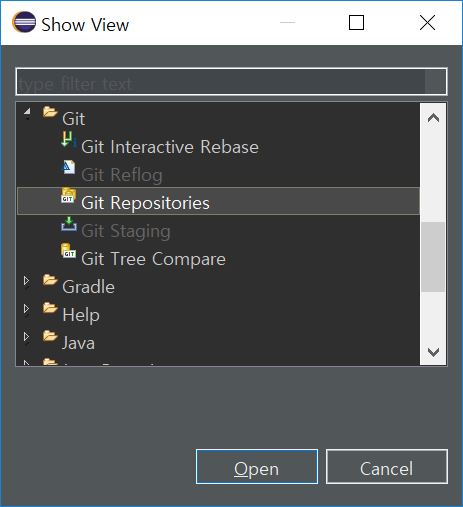 Show View
type filter text
Git
Git Interactive Rebase
Git Reflog
Git Repositories
Git Staging
Git Tree Compare
Gradle
Help
Java
Open
Cancel